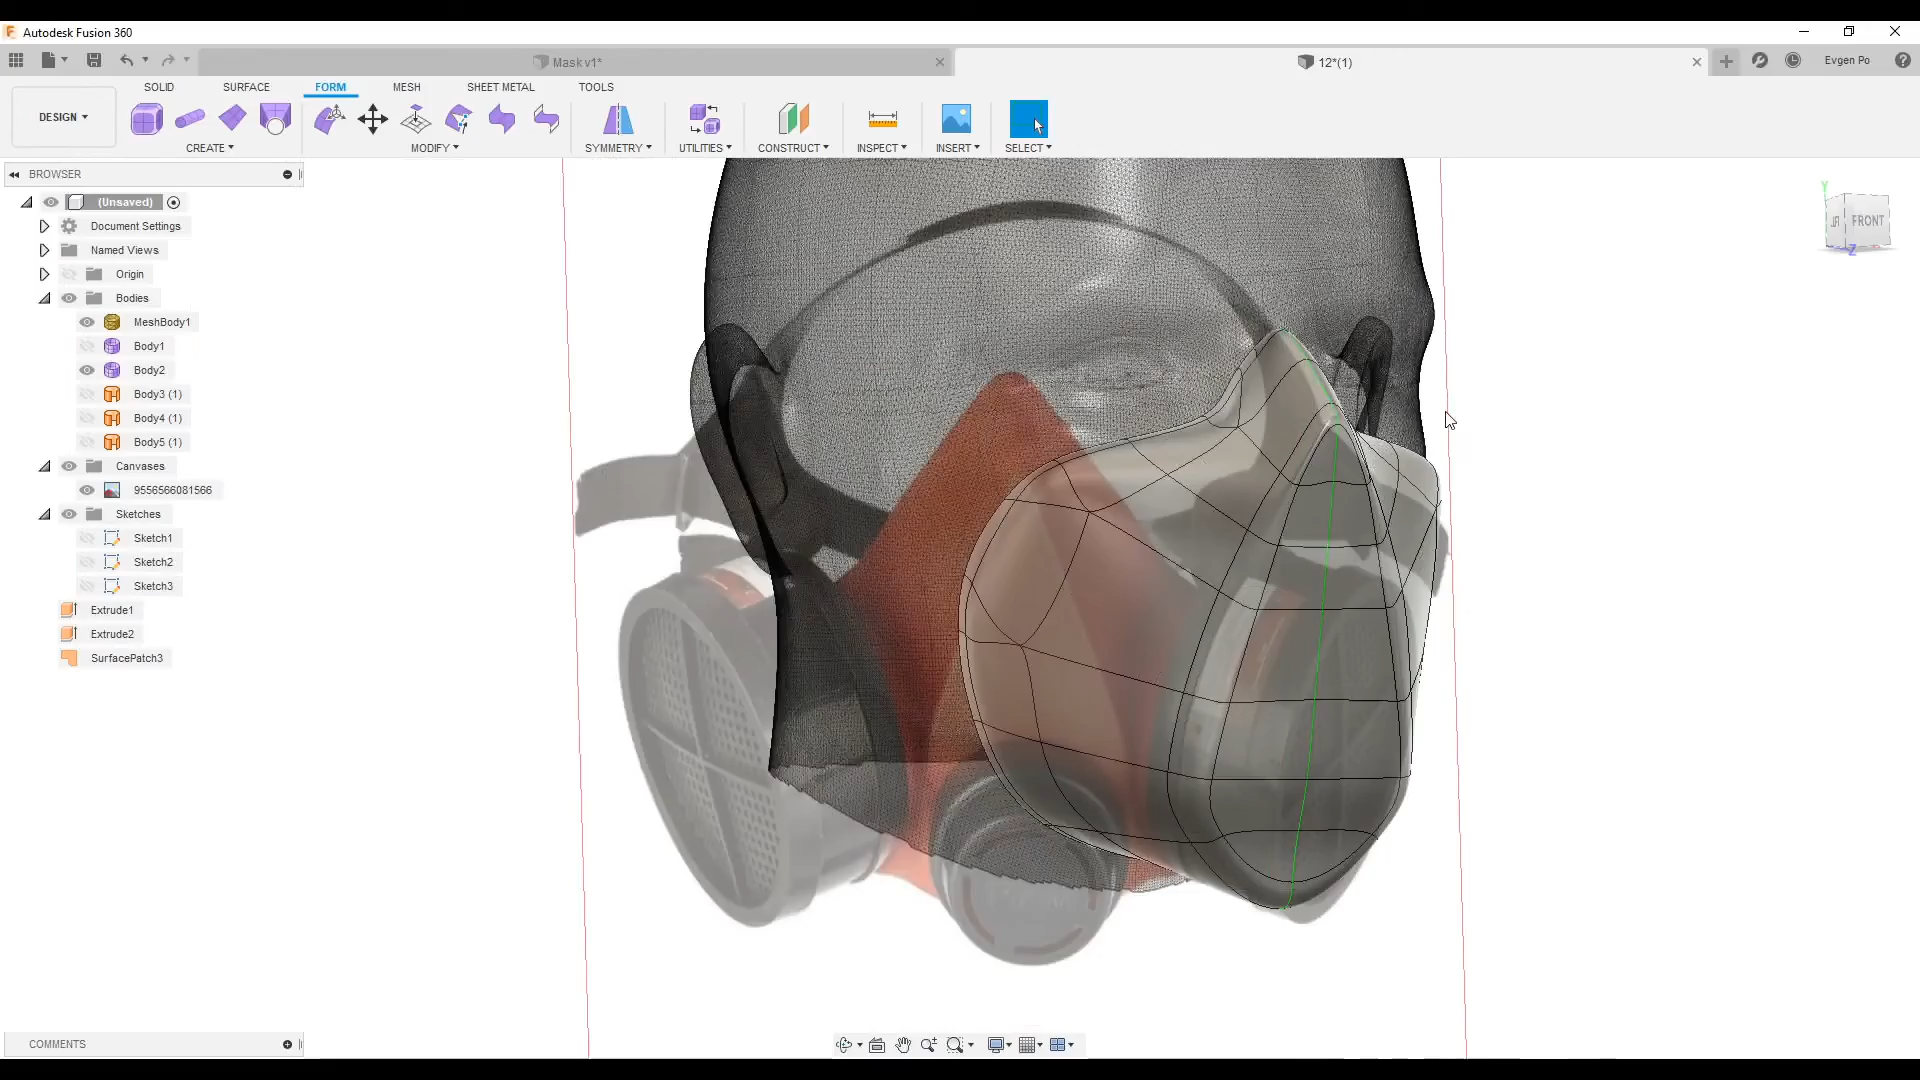 Autodesk Fusion 360
Mask v1*
12*(1)
Evgen Po
DESIGN
SOLID
SURFACE
FORM
MESH
SHEET METAL
TOOLS
CREATE
MODIFY
SYMMETRY
UTILITIES
CONSTRUCT
INSPECT
INSERT
SELECT
BROWSER
(Unsaved)
Document Settings
Named Views
Origin
Bodies
MeshBody1
Body1
Body2
Body3 (1)
Body4 (1)
Body5 (1)
Canvases
9556566081566
Sketches
Sketch1
Sketch2
Sketch3
Extrude1
Extrude2
SurfacePatch3
Y
FRONT
Z
COMMENTS